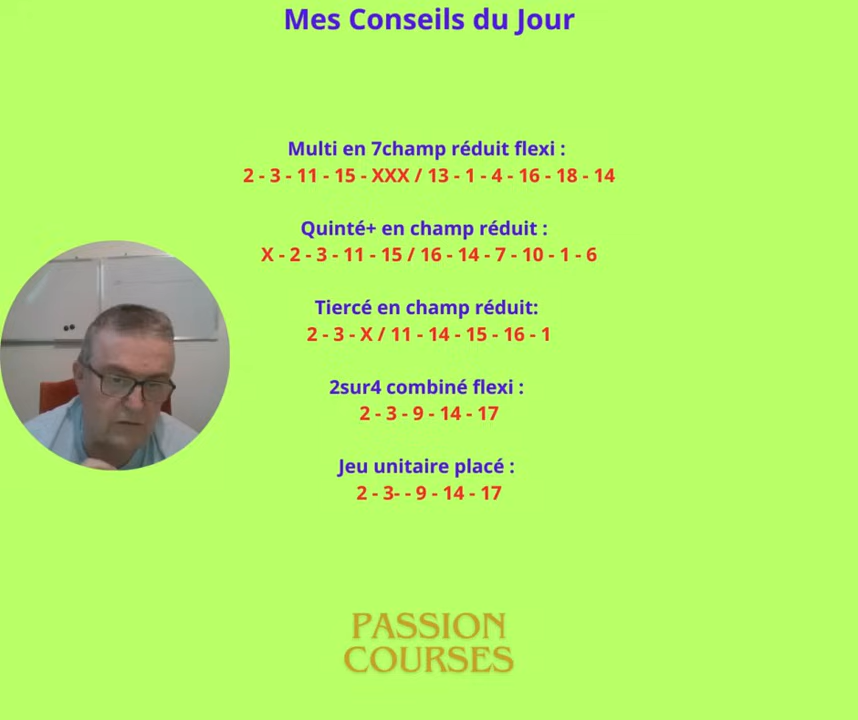 Mes Conseils du Jour
Multi en 7champ réduit flexi :
2 - 3 - 11 - 15 - XXX / 13 - 1 - 4 - 16 - 18 - 14
Quinté+ en champ réduit :
X - 2 - 3 - 11 - 15 / 16 - 14 - 7 - 10 - 1 - 6
Tiercé en champ réduit:
2 - 3 - X / 11 - 14 - 15 - 16 - 1
2sur4 combiné flexi :
2 - 3 - 9 - 14 - 17
Jeu unitaire placé :
2 - 3- - 9 - 14 - 17
PASSION
COURSES